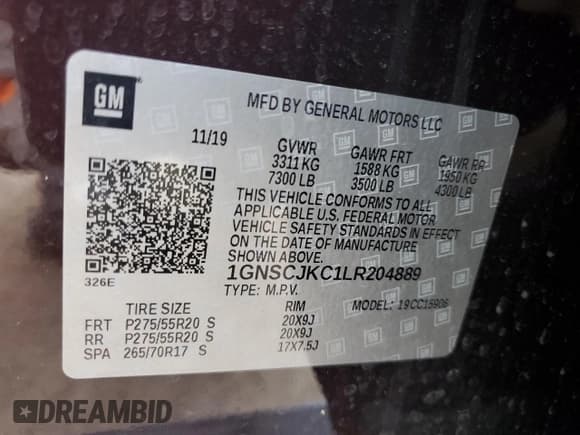 GM
MFD BY GENERAL MOTORS LLC
11/19
GVWR GAWR FRT GAWR RR
3311 KG 1588 KG 1950 KG
7300 LB 3500 LB 4300 LB
THIS VEHICLE CONFORMS TO ALL
APPLICABLE U.S. FEDERAL MOTOR
VEHICLE SAFETY STANDARDS IN
EFFECT ON THE DATE OF MANUFACTURE
SHOWN ABOVE.
1GNSCJKC1LR204889
326E
TYPE: M.P.V. MODEL: 19CC15906
TIRE SIZE RIM
FRT P275/55R20 S 20X9J
RR P275/55R20 S 20X9J
SPA 265/70R17 S 17X7.5J
DREAMBID